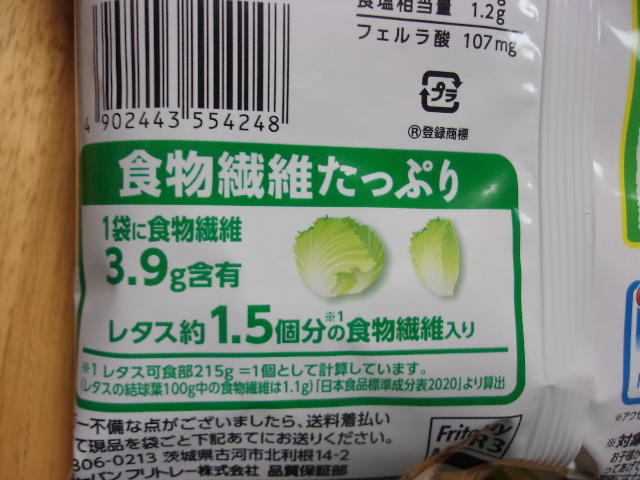 食塩相当量 1.2g
フェルラ酸 107mg
プラ
4 902443 554248
®登録商標
食物繊維たっぷり
1袋に食物繊維
3.9g含有
レタス約1.5個分※1の食物繊維入り
※1 レタス可食部215g =1個として計算しています。
(レタスの結球葉100g中の食物繊維は1.1g)「日本食品標準成分表2020」より算出
一不備な点がございましたら、送料着払い
て現品を袋ごと下記あてにお送りください。
306-0213 茨城県古河市北利根14-2
ャパンフリトレー株式会社 品質保証部
※対象
お子様が